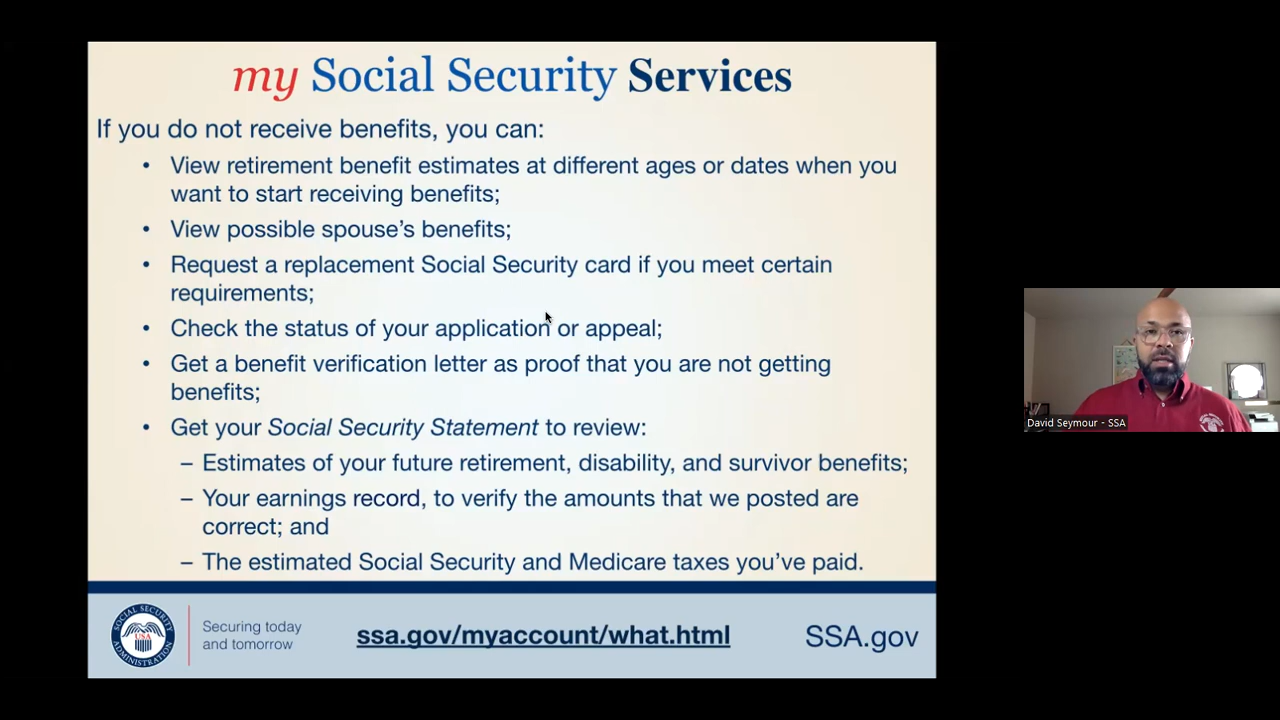 my Social Security Services
If you do not receive benefits, you can:
• View retirement benefit estimates at different ages or dates when you
want to start receiving benefits;
• View possible spouse's benefits;
• Request a replacement Social Security card if you meet certain
requirements;
• Check the status of your application or appeal;
• Get a benefit verification letter as proof that you are not getting
benefits;
• Get your Social Security Statement to review:
– Estimates of your future retirement, disability, and survivor benefits;
– Your earnings record, to verify the amounts that we posted are
correct; and
– The estimated Social Security and Medicare taxes you've paid.
SOCIAL SECURITY
USA
ADMINISTRATION
Securing today
and tomorrow
ssa.gov/myaccount/what.html
SSA.gov
David Seymour - SSA